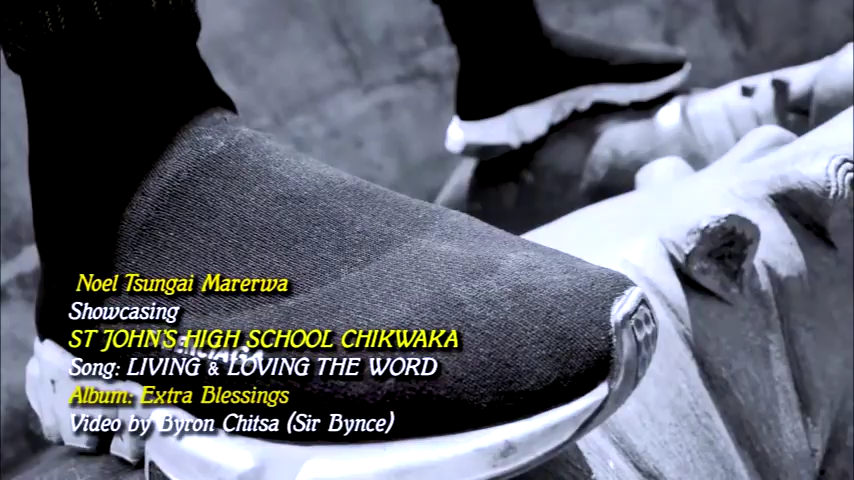 Noel Tsungai Marerwa
Showcasing
ST JOHN'S HIGH SCHOOL CHIKWAKA
Song: LIVING & LOVING THE WORD
Album: Extra Blessings
Video by Byron Chitsa (Sir Bynce)